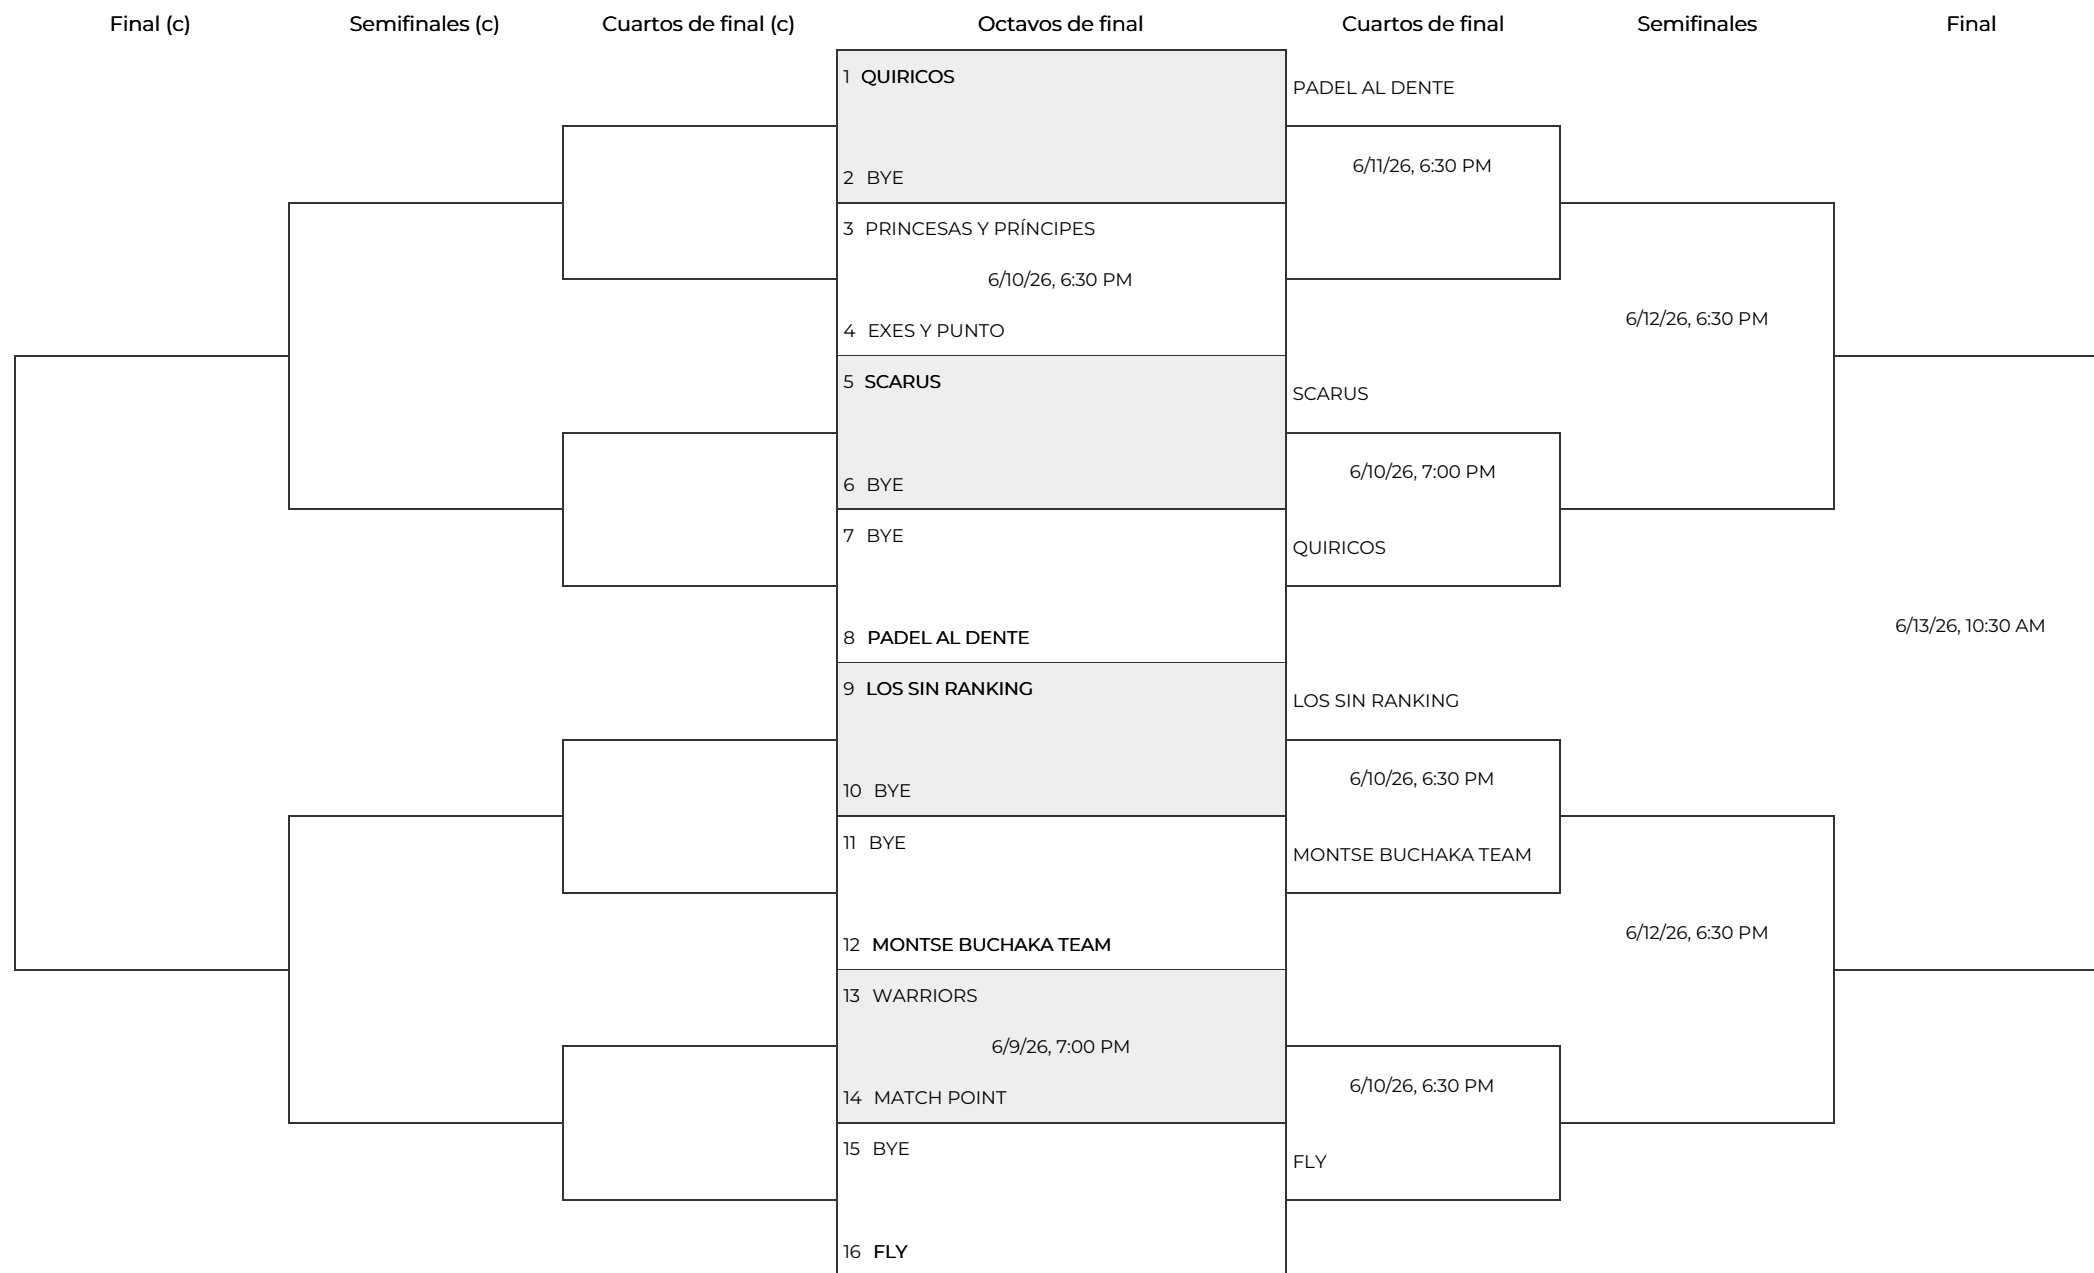 Final (c)
Semifinales (c)
Cuartos de final (c)
Octavos de final
Cuartos de final
Semifinales
Final
1 QUIRICOS
2 BYE
3 PRINCESAS Y PRÍNCIPES
6/10/26, 6:30 PM
4 EXES Y PUNTO
5 SCARUS
6 BYE
7 BYE
8 PADEL AL DENTE
9 LOS SIN RANKING
10 BYE
11 BYE
12 MONTSE BUCHAKA TEAM
13 WARRIORS
6/9/26, 7:00 PM
14 MATCH POINT
15 BYE
16 FLY
PADEL AL DENTE
6/11/26, 6:30 PM
SCARUS
6/10/26, 7:00 PM
QUIRICOS
LOS SIN RANKING
6/10/26, 6:30 PM
MONTSE BUCHAKA TEAM
6/10/26, 6:30 PM
FLY
6/12/26, 6:30 PM
6/12/26, 6:30 PM
6/13/26, 10:30 AM